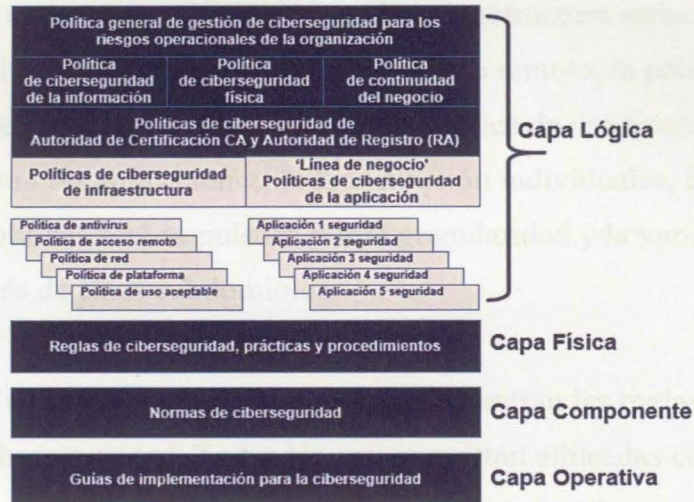 Política general de gestión de ciberseguridad para los
riesgos operacionales de la organización
Política
de ciberseguridad
de la información
Política
de ciberseguridad
física
Política
de continuidad
del negocio
Políticas de ciberseguridad de
Autoridad de Certificación CA y Autoridad de Registro (RA)
Políticas de ciberseguridad
de infraestructura
'Línea de negocio'
Políticas de ciberseguridad
de la aplicación
Política de antivirus
Política de acceso remoto
Política de red
Política de plataforma
Política de uso aceptable
Aplicación 1 seguridad
Aplicación 2 seguridad
Aplicación 3 seguridad
Aplicación 4 seguridad
Aplicación 5 seguridad
Capa Lógica
Reglas de ciberseguridad, prácticas y procedimientos
Capa Física
Normas de ciberseguridad
Capa Componente
Guías de implementación para la ciberseguridad
Capa Operativa